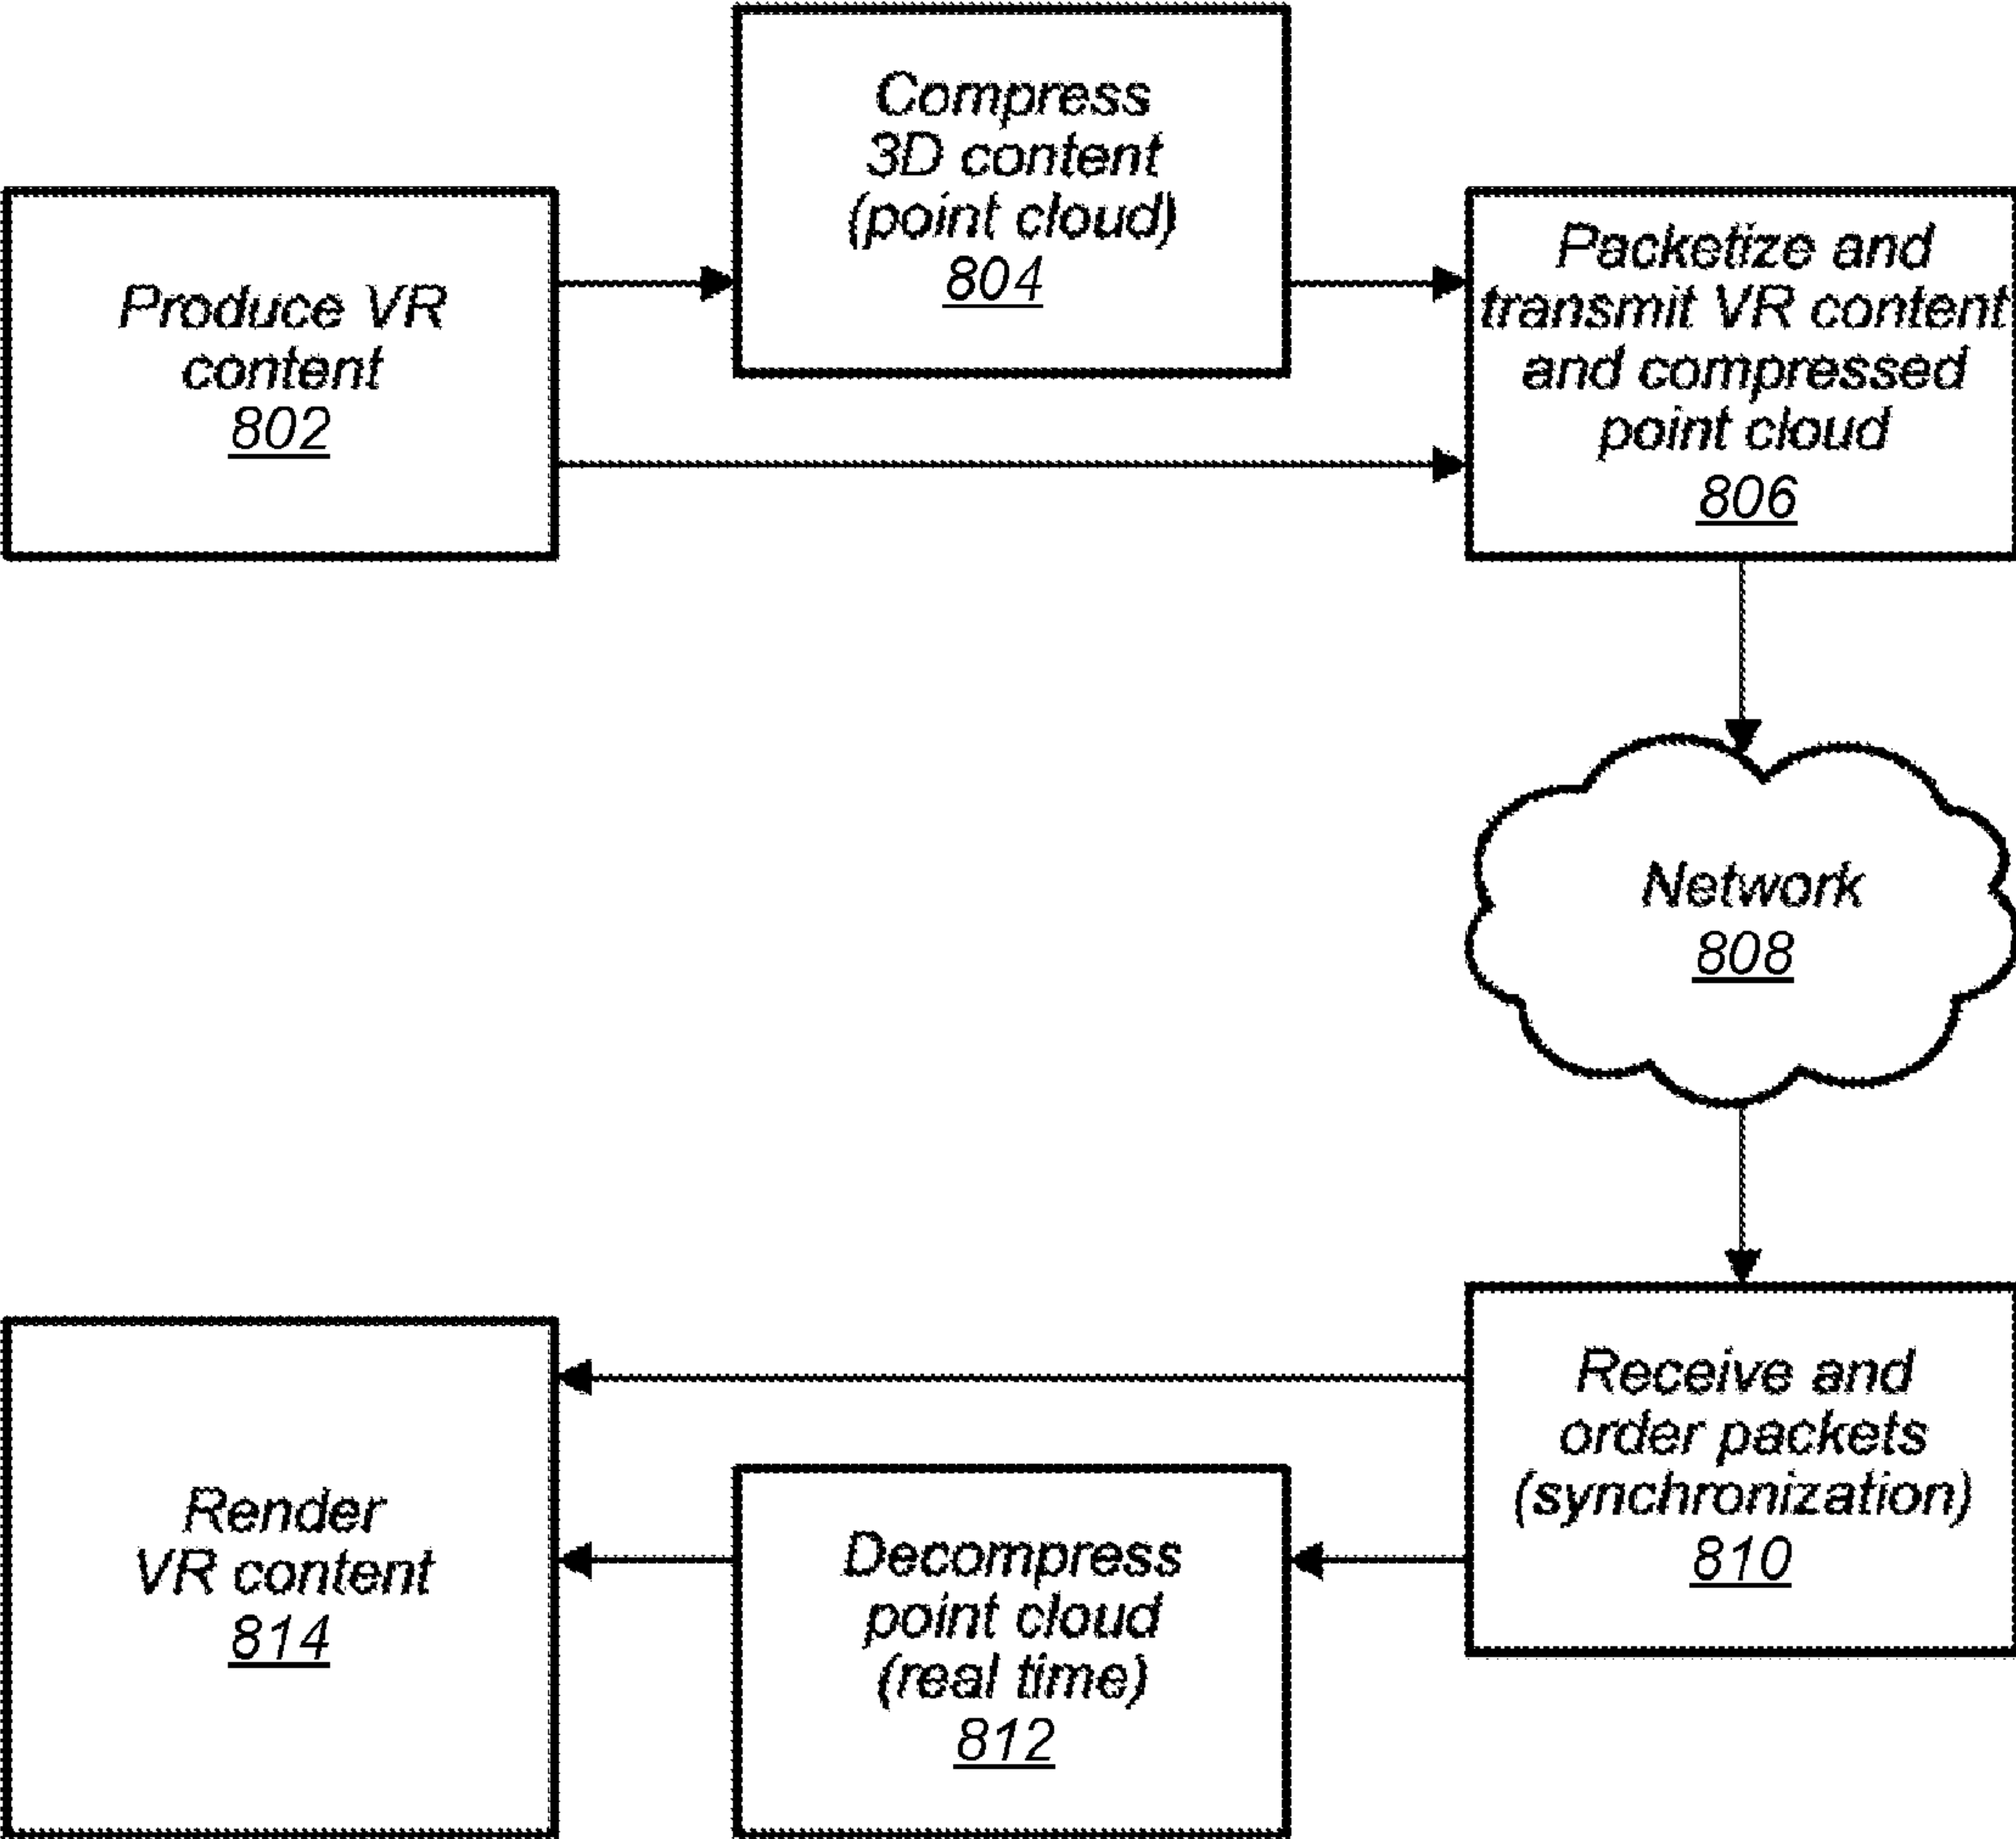 Produce VR
content
802
Compress
3D content
(point cloud)
804
Packetize and
transmit VR content
and compressed
point cloud
806
Network
808
Receive and
order packets
(synchronization)
810
Decompress
point cloud
(real time)
812
Render
VR content
814